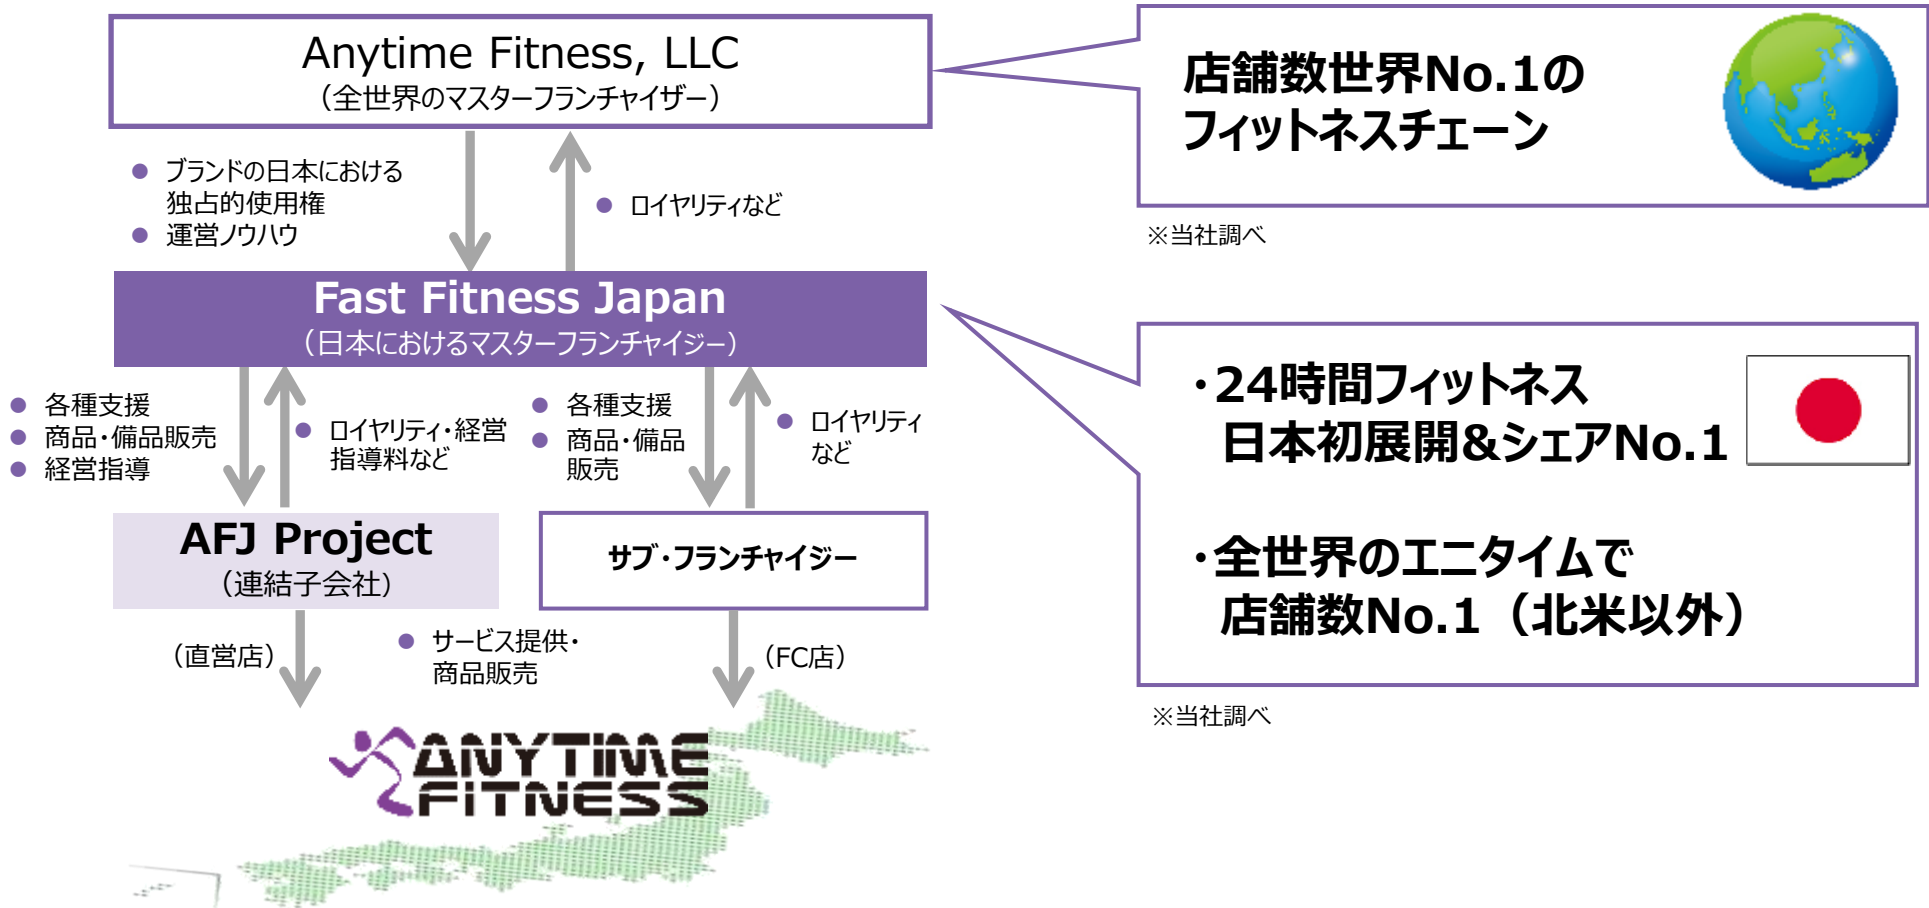 Anytime Fitness, LLC
（全世界のマスターフランチャイザー）
店舗数世界No.1の
フィットネスチェーン
※当社調べ
● ブランドの日本における
独占的使用権
● 運営ノウハウ
● ロイヤリティなど
Fast Fitness Japan
（日本におけるマスターフランチャイジー）
・24時間フィットネス
日本初展開&シェアNo.1
・全世界のエニタイムで
店舗数No.1（北米以外）
※当社調べ
● 各種支援
● 商品・備品販売
● 経営指導
● ロイヤリティ・経営
指導料など
● 各種支援
● 商品・備品
販売
● ロイヤリティ
など
AFJ Project
（連結子会社）
サブ・フランチャイジー
（直営店）
● サービス提供・
商品販売
（FC店）
ANYTIME
FITNESS